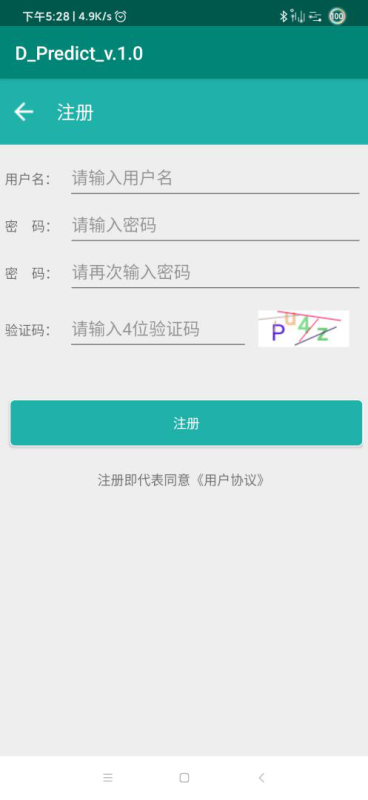 下午5:28 | 4.9K/s
100
D_Predict_v.1.0
注册
用户名: 请输入用户名
密 码: 请输入密码
密 码: 请再次输入密码
验证码: 请输入4位验证码 Pu4z
注册
注册即代表同意《用户协议》